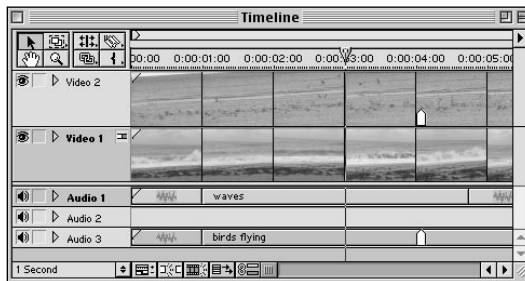 Timeline
00:00 0:00:01:00 0:00:02:00 0:00:03:00 0:00:04:00 0:00:05:00
Video 2
Video 1
Audio 1 waves
Audio 2
Audio 3 birds flying
1 Second